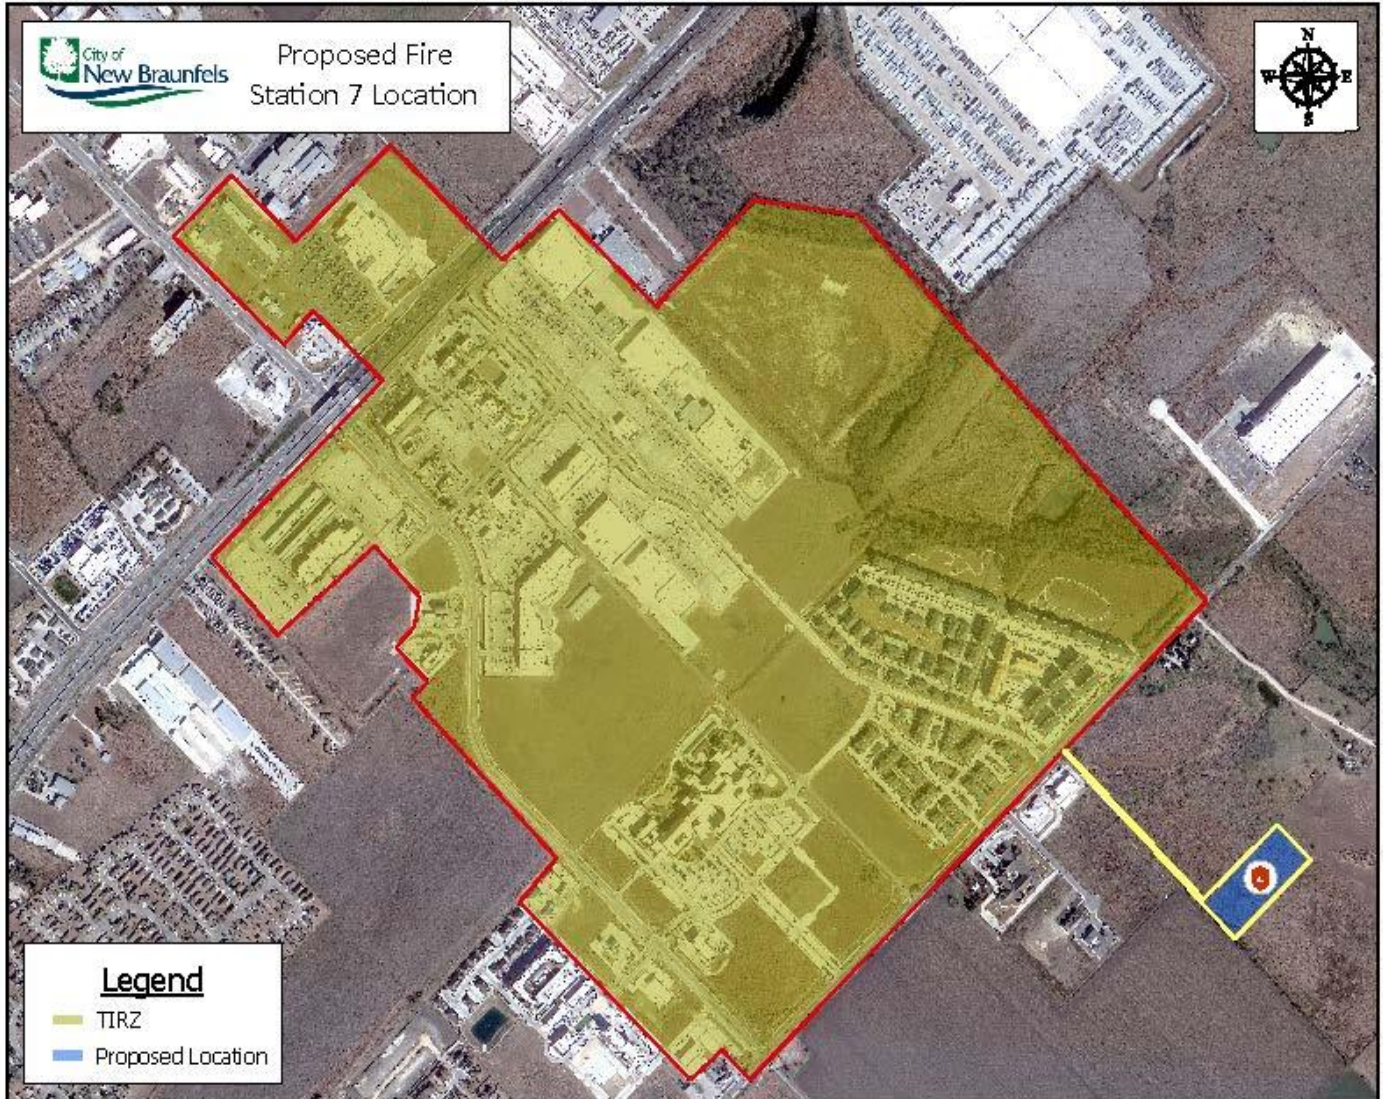 City of
New Braunfels
Proposed Fire
Station 7 Location
N
W E
S
Legend
TIRZ
Proposed Location